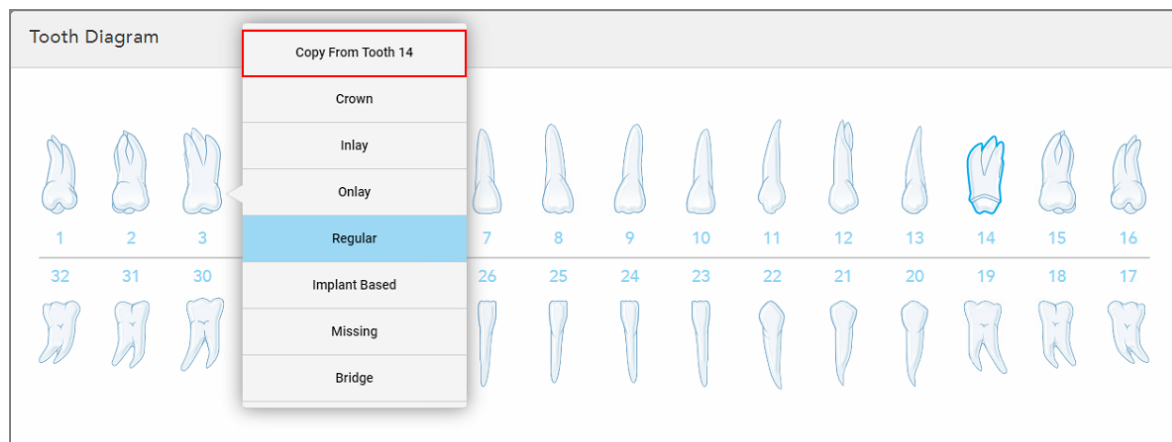 Tooth Diagram
Copy From Tooth 14
Crown
Inlay
Onlay
Regular
Implant Based
Missing
Bridge
1 2 3 7 8 9 10 11 12 13 14 15 16
32 31 30 26 25 24 23 22 21 20 19 18 17